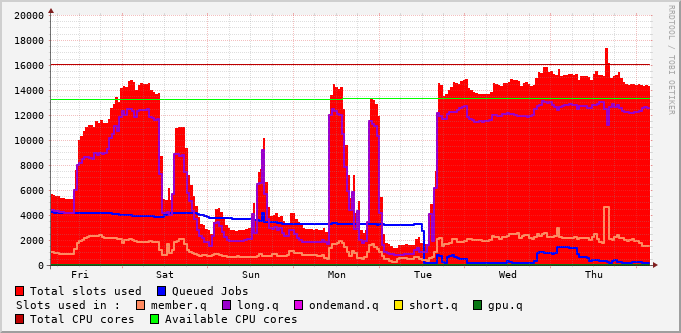 20000
18000
16000
14000
12000
10000
8000
6000
4000
2000
0
Fri Sat Sun Mon Tue Wed Thu
RRDTOOL / TOBI OETIKER
Total slots used Queued Jobs
Slots used in : member.q long.q ondemand.q short.q gpu.q
Total CPU cores Available CPU cores